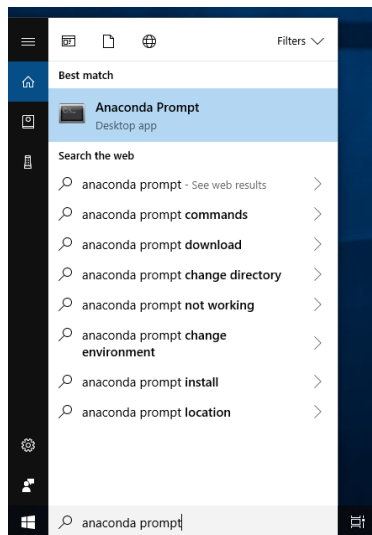 Filters
Best match
Anaconda Prompt
Desktop app
Search the web
anaconda prompt - See web results
anaconda prompt commands
anaconda prompt download
anaconda prompt change directory
anaconda prompt not working
anaconda prompt change
environment
anaconda prompt install
anaconda prompt location
anaconda prompt